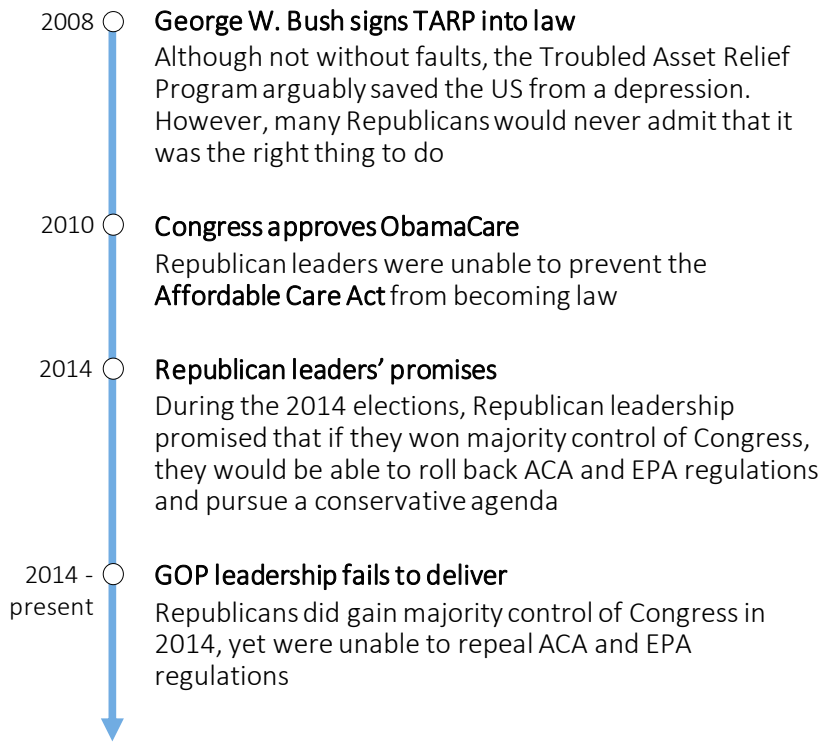 2008
George W. Bush signs TARP into law
Although not without faults, the Troubled Asset Relief
Program arguably saved the US from a depression.
However, many Republicans would never admit that it
was the right thing to do
2010
Congress approves ObamaCare
Republican leaders were unable to prevent the
Affordable Care Act from becoming law
2014
Republican leaders’ promises
During the 2014 elections, Republican leadership
promised that if they won majority control of Congress,
they would be able to roll back ACA and EPA regulations
and pursue a conservative agenda
2014 -
present
GOP leadership fails to deliver
Republicans did gain majority control of Congress in
2014, yet were unable to repeal ACA and EPA
regulations